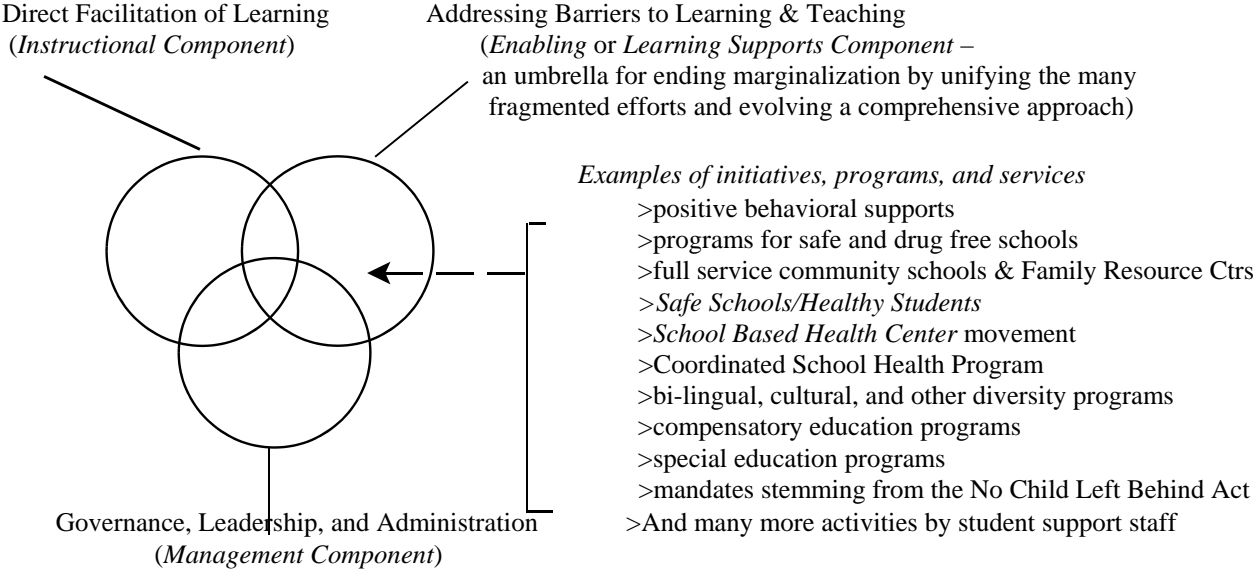 Direct Facilitation of Learning
(Instructional Component)
Addressing Barriers to Learning & Teaching
(Enabling or Learning Supports Component –
an umbrella for ending marginalization by unifying the many
fragmented efforts and evolving a comprehensive approach)
Examples of initiatives, programs, and services
>positive behavioral supports
>programs for safe and drug free schools
>full service community schools & Family Resource Ctrs
>Safe Schools/Healthy Students
>School Based Health Center movement
>Coordinated School Health Program
>bi-lingual, cultural, and other diversity programs
>compensatory education programs
>special education programs
>mandates stemming from the No Child Left Behind Act
>And many more activities by student support staff
Governance, Leadership, and Administration
(Management Component)